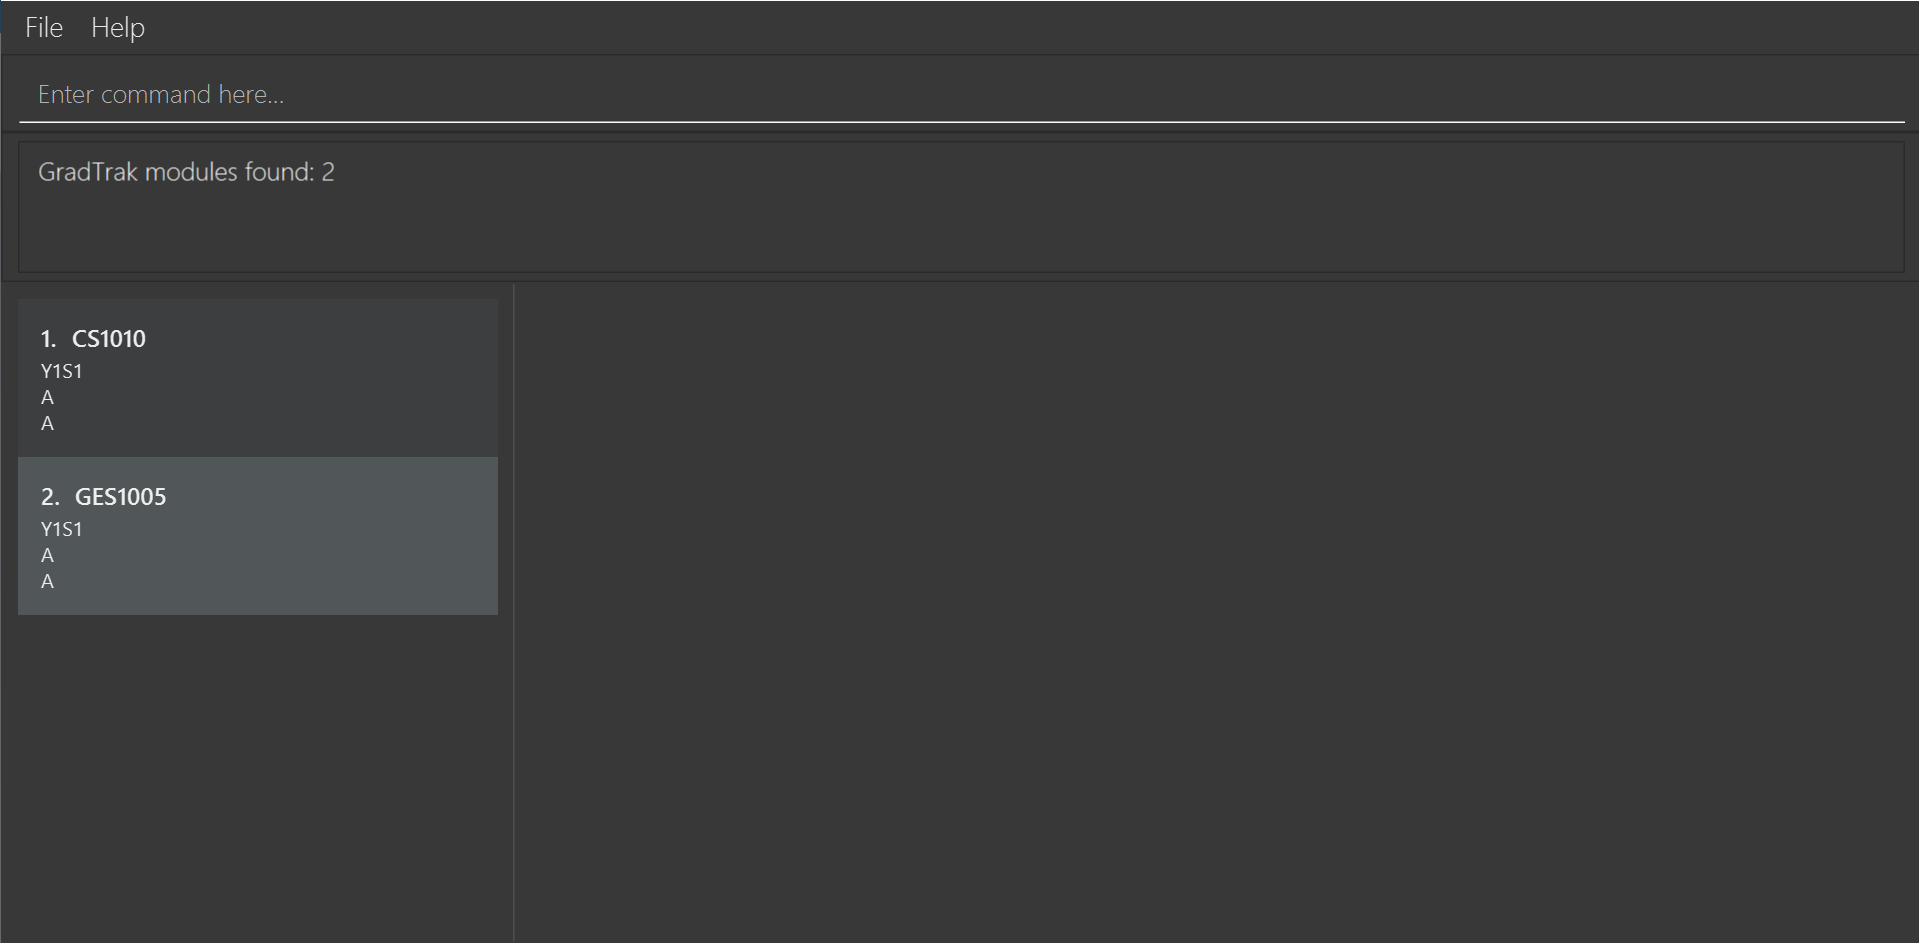 File Help
Enter command here...
GradTrak modules found: 2
1. CS1010
Y1S1
A
A
2. GES1005
Y1S1
A
A